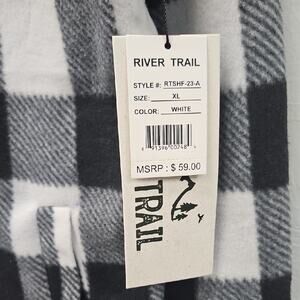 RIVER TRAIL
STYLE #: RTSHF-23-A
SIZE: XL
COLOR: WHITE
MSRP : $ 59.00
TRAIL